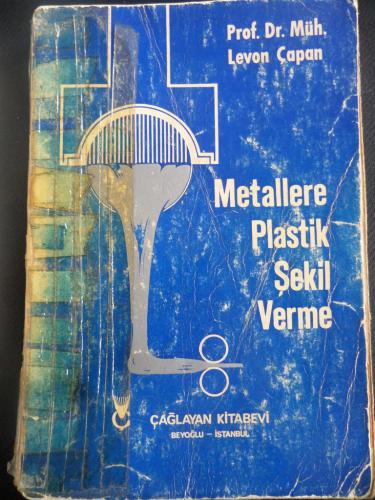 Prof. Dr. Müh.
Levon Çapan
Metallere
Plastik
Şekil
Verme
ÇAĞLAYAN KİTABEVİ
BEYOĞLU – İSTANBUL